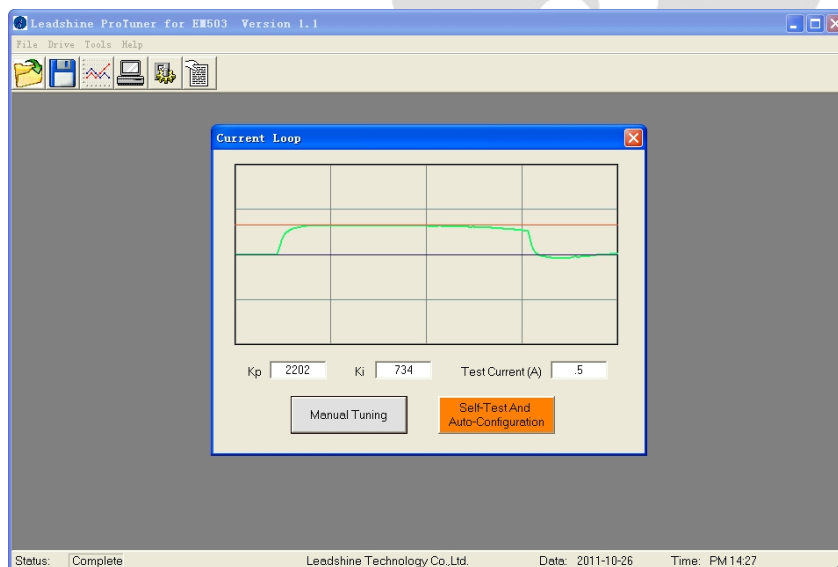 Leadshine ProTuner for EM503 Version 1.1
File Drive Tools Help
Current Loop
Kp 2202 Ki 734 Test Current (A) .5
Manual Tuning
Self-Test And
Auto-Configuration
Status: Complete Leadshine Technology Co.,Ltd. Data: 2011-10-26 Time: PM 14:27